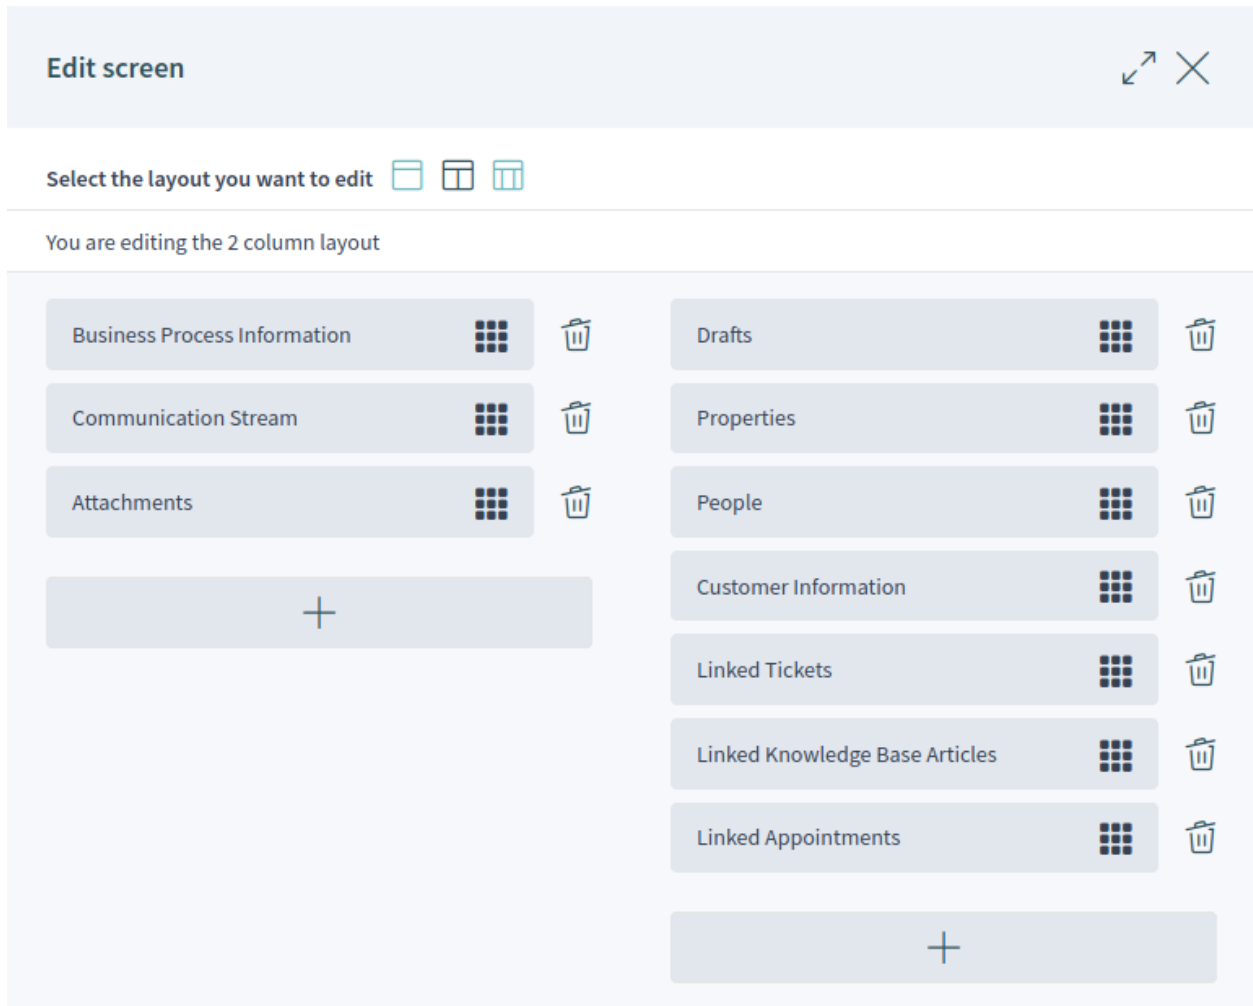 Edit screen
Select the layout you want to edit
You are editing the 2 column layout
Business Process Information
Communication Stream
Attachments
Drafts
Properties
People
Customer Information
Linked Tickets
Linked Knowledge Base Articles
Linked Appointments